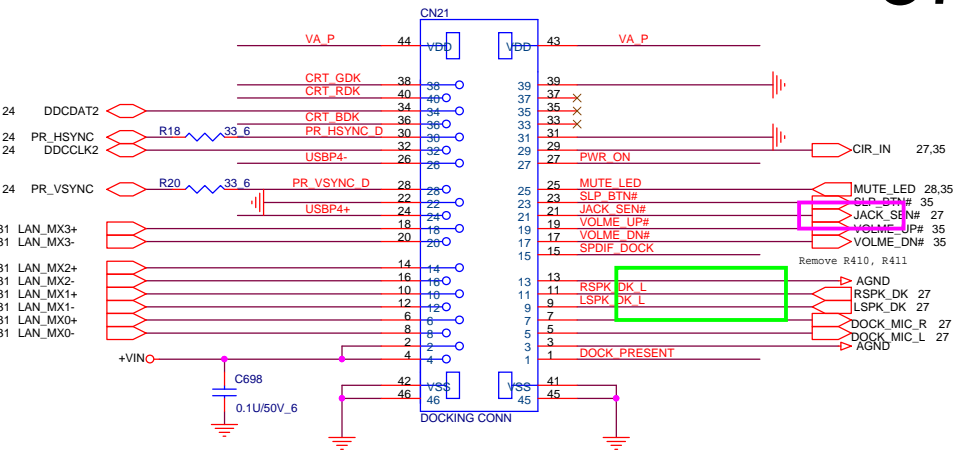 CN21
VA_P 44 VDD VDD 43 VA_P
CRT_GDK 38 38 39 39
CRT_RDK 40 40 37 37
24 DDCDAT2 34 34 35 35
CRT_BDK 36 36 33 33
24 PR_HSYNC R18 33_6 PR_HSYNC_D 30 30 31 31
24 DDCCLK2 32 32 29 29 CIR_IN 27,35
USBP4- 26 26 27 27 PWR_ON
24 PR_VSYNC R20 33_6 PR_VSYNC_D 28 28 25 25 MUTE_LED MUTE_LED 28,35
22 22 23 23 SLP_BTN# SLP_BTN# 35
USBP4+ 24 24 21 21 JACK_SEN# JACK_SEN# 27
31 LAN_MX3+ 18 18 19 19 VOLME_UP# VOLME_UP# 35
31 LAN_MX3- 20 20 17 17 VOLME_DN# VOLME_DN# 35
15 15 SPDIF_DOCK
Remove R410, R411
31 LAN_MX2+ 14 14
31 LAN_MX2- 16 16 13 13 AGND
31 LAN_MX1+ 10 10 11 11 RSPK_DK_L RSPK_DK 27
31 LAN_MX1- 12 12 9 9 LSPK_DK_L LSPK_DK 27
31 LAN_MX0+ 6 6 7 7 DOCK_MIC_R 27
31 LAN_MX0- 8 8 5 5 DOCK_MIC_L 27
2 2 3 3 AGND
+VIN 4 4 1 1 DOCK_PRESENT
C698
0.1U/50V_6
42 VSS VSS 41
46 46 45 45
DOCKING CONN